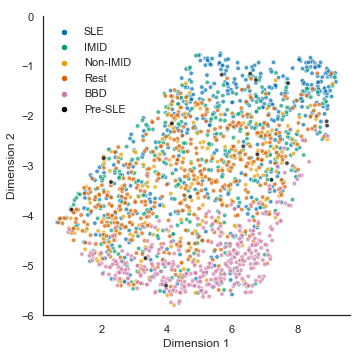 0
SLE
IMID
Non-IMID
Rest
BBD
Pre-SLE
−1
−2
−3
−4
−5
−6
Dimension 2
2 4 6 8
Dimension 1